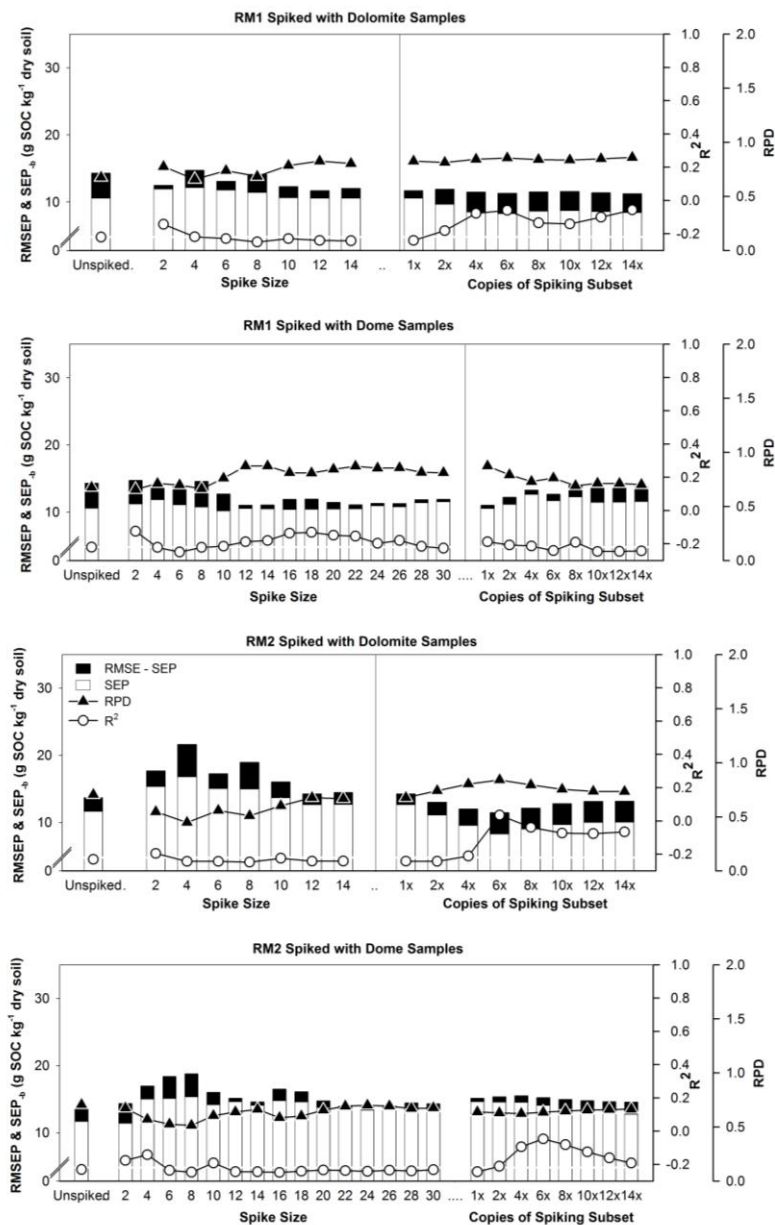 RM1 Spiked with Dolomite Samples
RMSEP & SEP-b (g SOC kg-1 dry soil)
30
20
10
0
1.0
0.8
0.6
0.4
0.2
0.0
-0.2
R2
2.0
1.5
1.0
0.5
0.0
RPD
Unspiked. 2 4 6 8 10 12 14 .. 1x 2x 4x 6x 8x 10x 12x 14x
Spike Size Copies of Spiking Subset
RM1 Spiked with Dome Samples
RMSEP & SEP-b (g SOC kg-1 dry soil)
30
20
10
0
1.0
0.8
0.6
0.4
0.2
0.0
-0.2
R2
2.0
1.5
1.0
0.5
0.0
RPD
Unspiked 2 4 6 8 10 12 14 16 18 20 22 24 26 28 30 .... 1x 2x 4x 6x 8x 10x 12x 14x
Spike Size Copies of Spiking Subset
RM2 Spiked with Dolomite Samples
RMSE - SEP
SEP
RPD
R2
RMSEP & SEP-b (g SOC kg-1 dry soil)
30
20
10
0
1.0
0.8
0.6
0.4
0.2
0.0
-0.2
R2
2.0
1.5
1.0
0.5
0.0
RPD
Unspiked. 2 4 6 8 10 12 14 .. 1x 2x 4x 6x 8x 10x 12x 14x
Spike Size Copies of Spiking Subset
RM2 Spiked with Dome Samples
RMSEP & SEP-b (g SOC kg-1 dry soil)
30
20
10
0
1.0
0.8
0.6
0.4
0.2
0.0
-0.2
R2
2.0
1.5
1.0
0.5
0.0
RPD
Unspiked 2 4 6 8 10 12 14 16 18 20 22 24 26 28 30 .... 1x 2x 4x 6x 8x 10x 12x 14x
Spike Size Copies of Spiking Subset